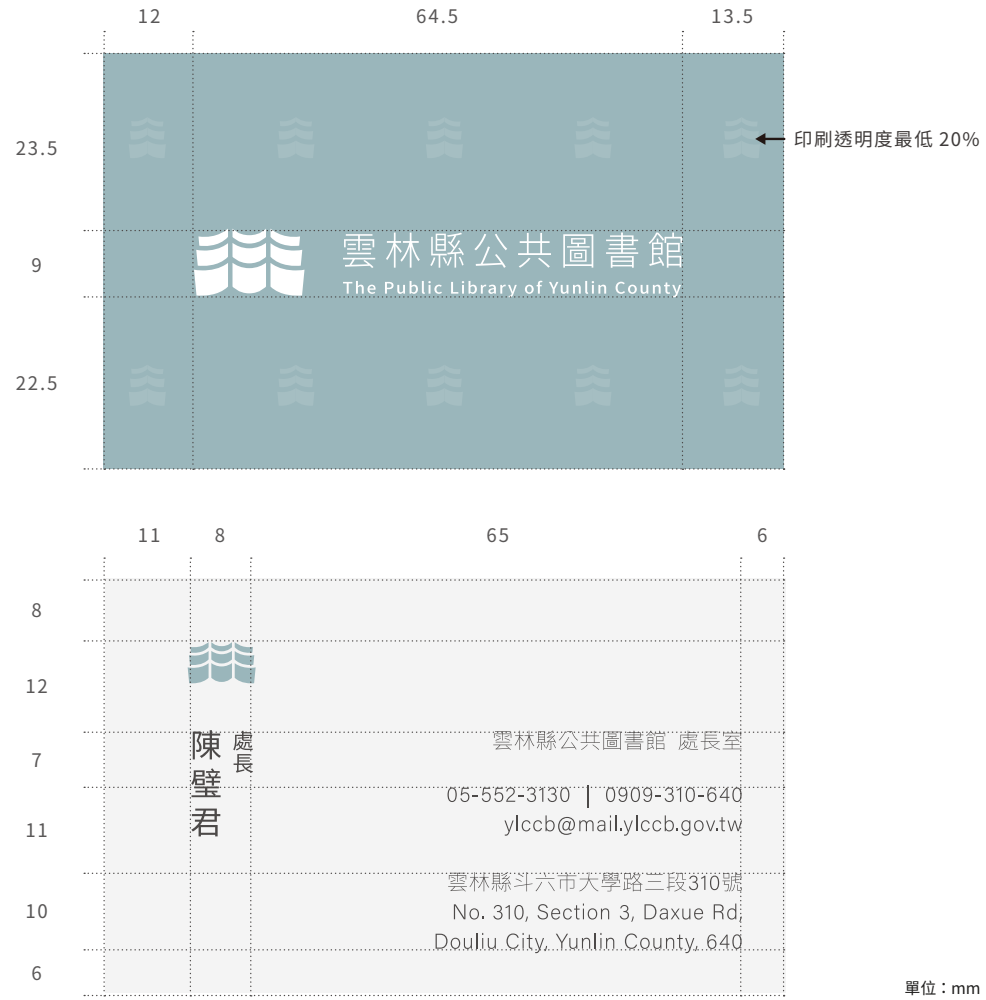 12 64.5 13.5
23.5
印刷透明度最低 20%
9
雲林縣公共圖書館
The Public Library of Yunlin County
22.5
11 8 65 6
8
12
7
陳壁君
處長
雲林縣公共圖書館 處長室
05-552-3130 | 0909-310-640
ylccb@mail.ylccb.gov.tw
11
雲林縣斗六市大學路三段310號
10
No. 310, Section 3, Daxue Rd,
Douliu City, Yunlin County, 640
6
單位：mm